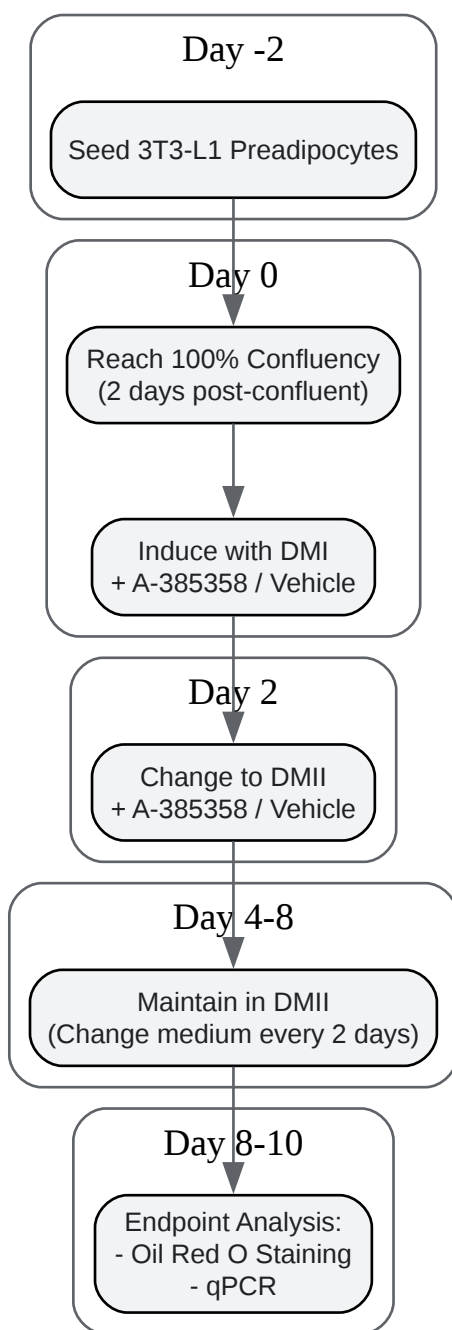 Day -2
Seed 3T3-L1 Preadipocytes
Day 0
Reach 100% Confluency
(2 days post-confluent)
Induce with DMI
+ A-385358 / Vehicle
Day 2
Change to DMII
+ A-385358 / Vehicle
Day 4-8
Maintain in DMII
(Change medium every 2 days)
Day 8-10
Endpoint Analysis:
- Oil Red O Staining
- qPCR